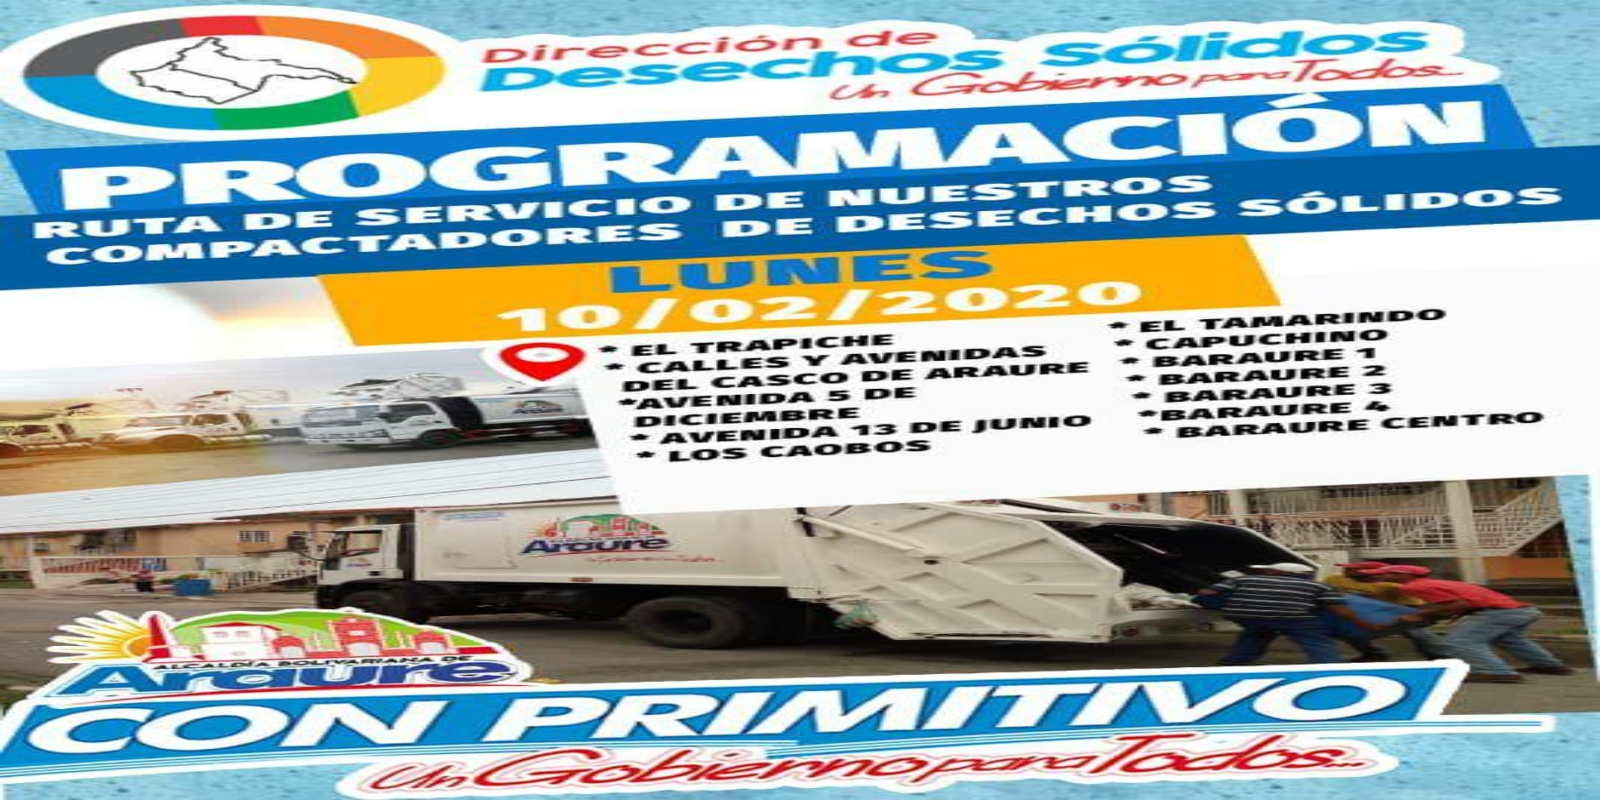 Dirección de
Desechos Sólidos
Un Gobierno para Todos...
PROGRAMACIÓN
RUTA DE SERVICIO DE NUESTROS
COMPACTADORES DE DESECHOS SÓLIDOS
LUNES
10/02/2020
* EL TRAPICHE
* CALLES Y AVENIDAS
DEL CASCO DE ARAURE
*AVENIDA 5 DE
DICIEMBRE
* AVENIDA 13 DE JUNIO
* LOS CAOBOS
* EL TAMARINDO
* CAPUCHINO
* BARAURE 1
* BARAURE 2
* BARAURE 3
*BARAURE 4
* BARAURE CENTRO
Araure
ALCALDÍA BOLIVARIANA DE
Araure
CON PRIMITIVO
Un Gobierno para Todos...